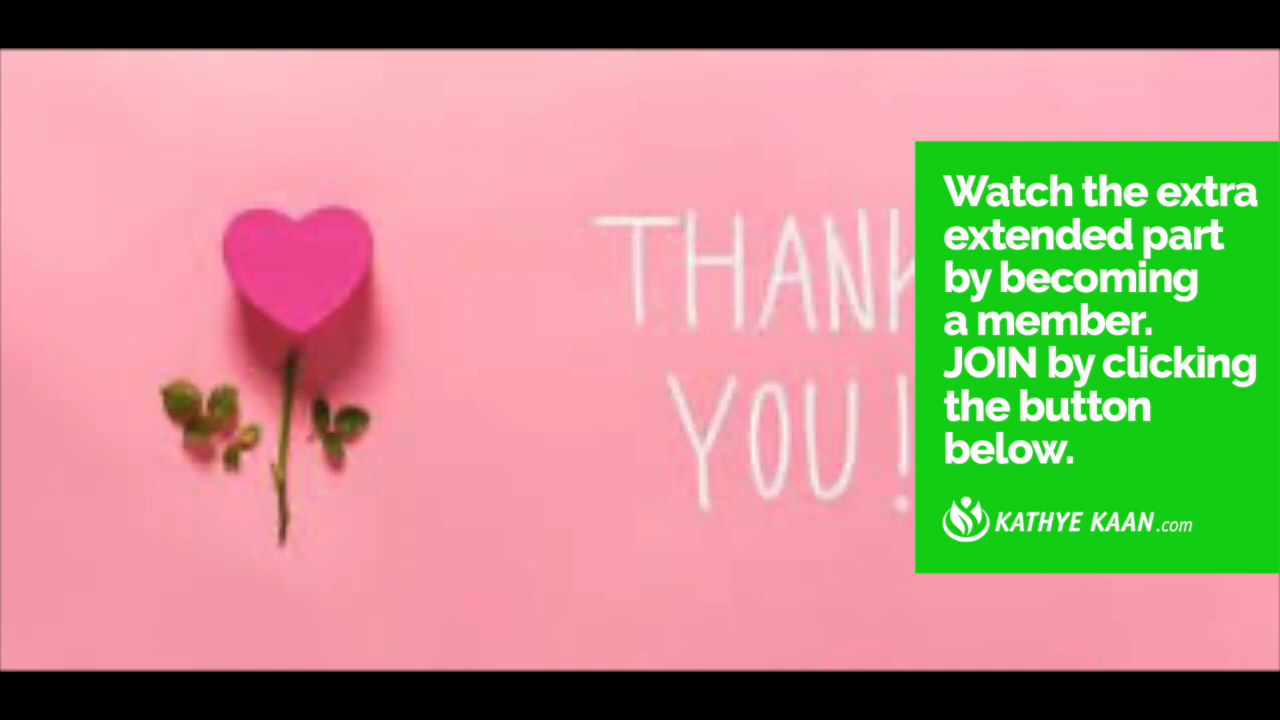 THANK
YOU!
Watch the extra
extended part
by becoming
a member.
JOIN by clicking
the button
below.
KATHYE KAAN.com